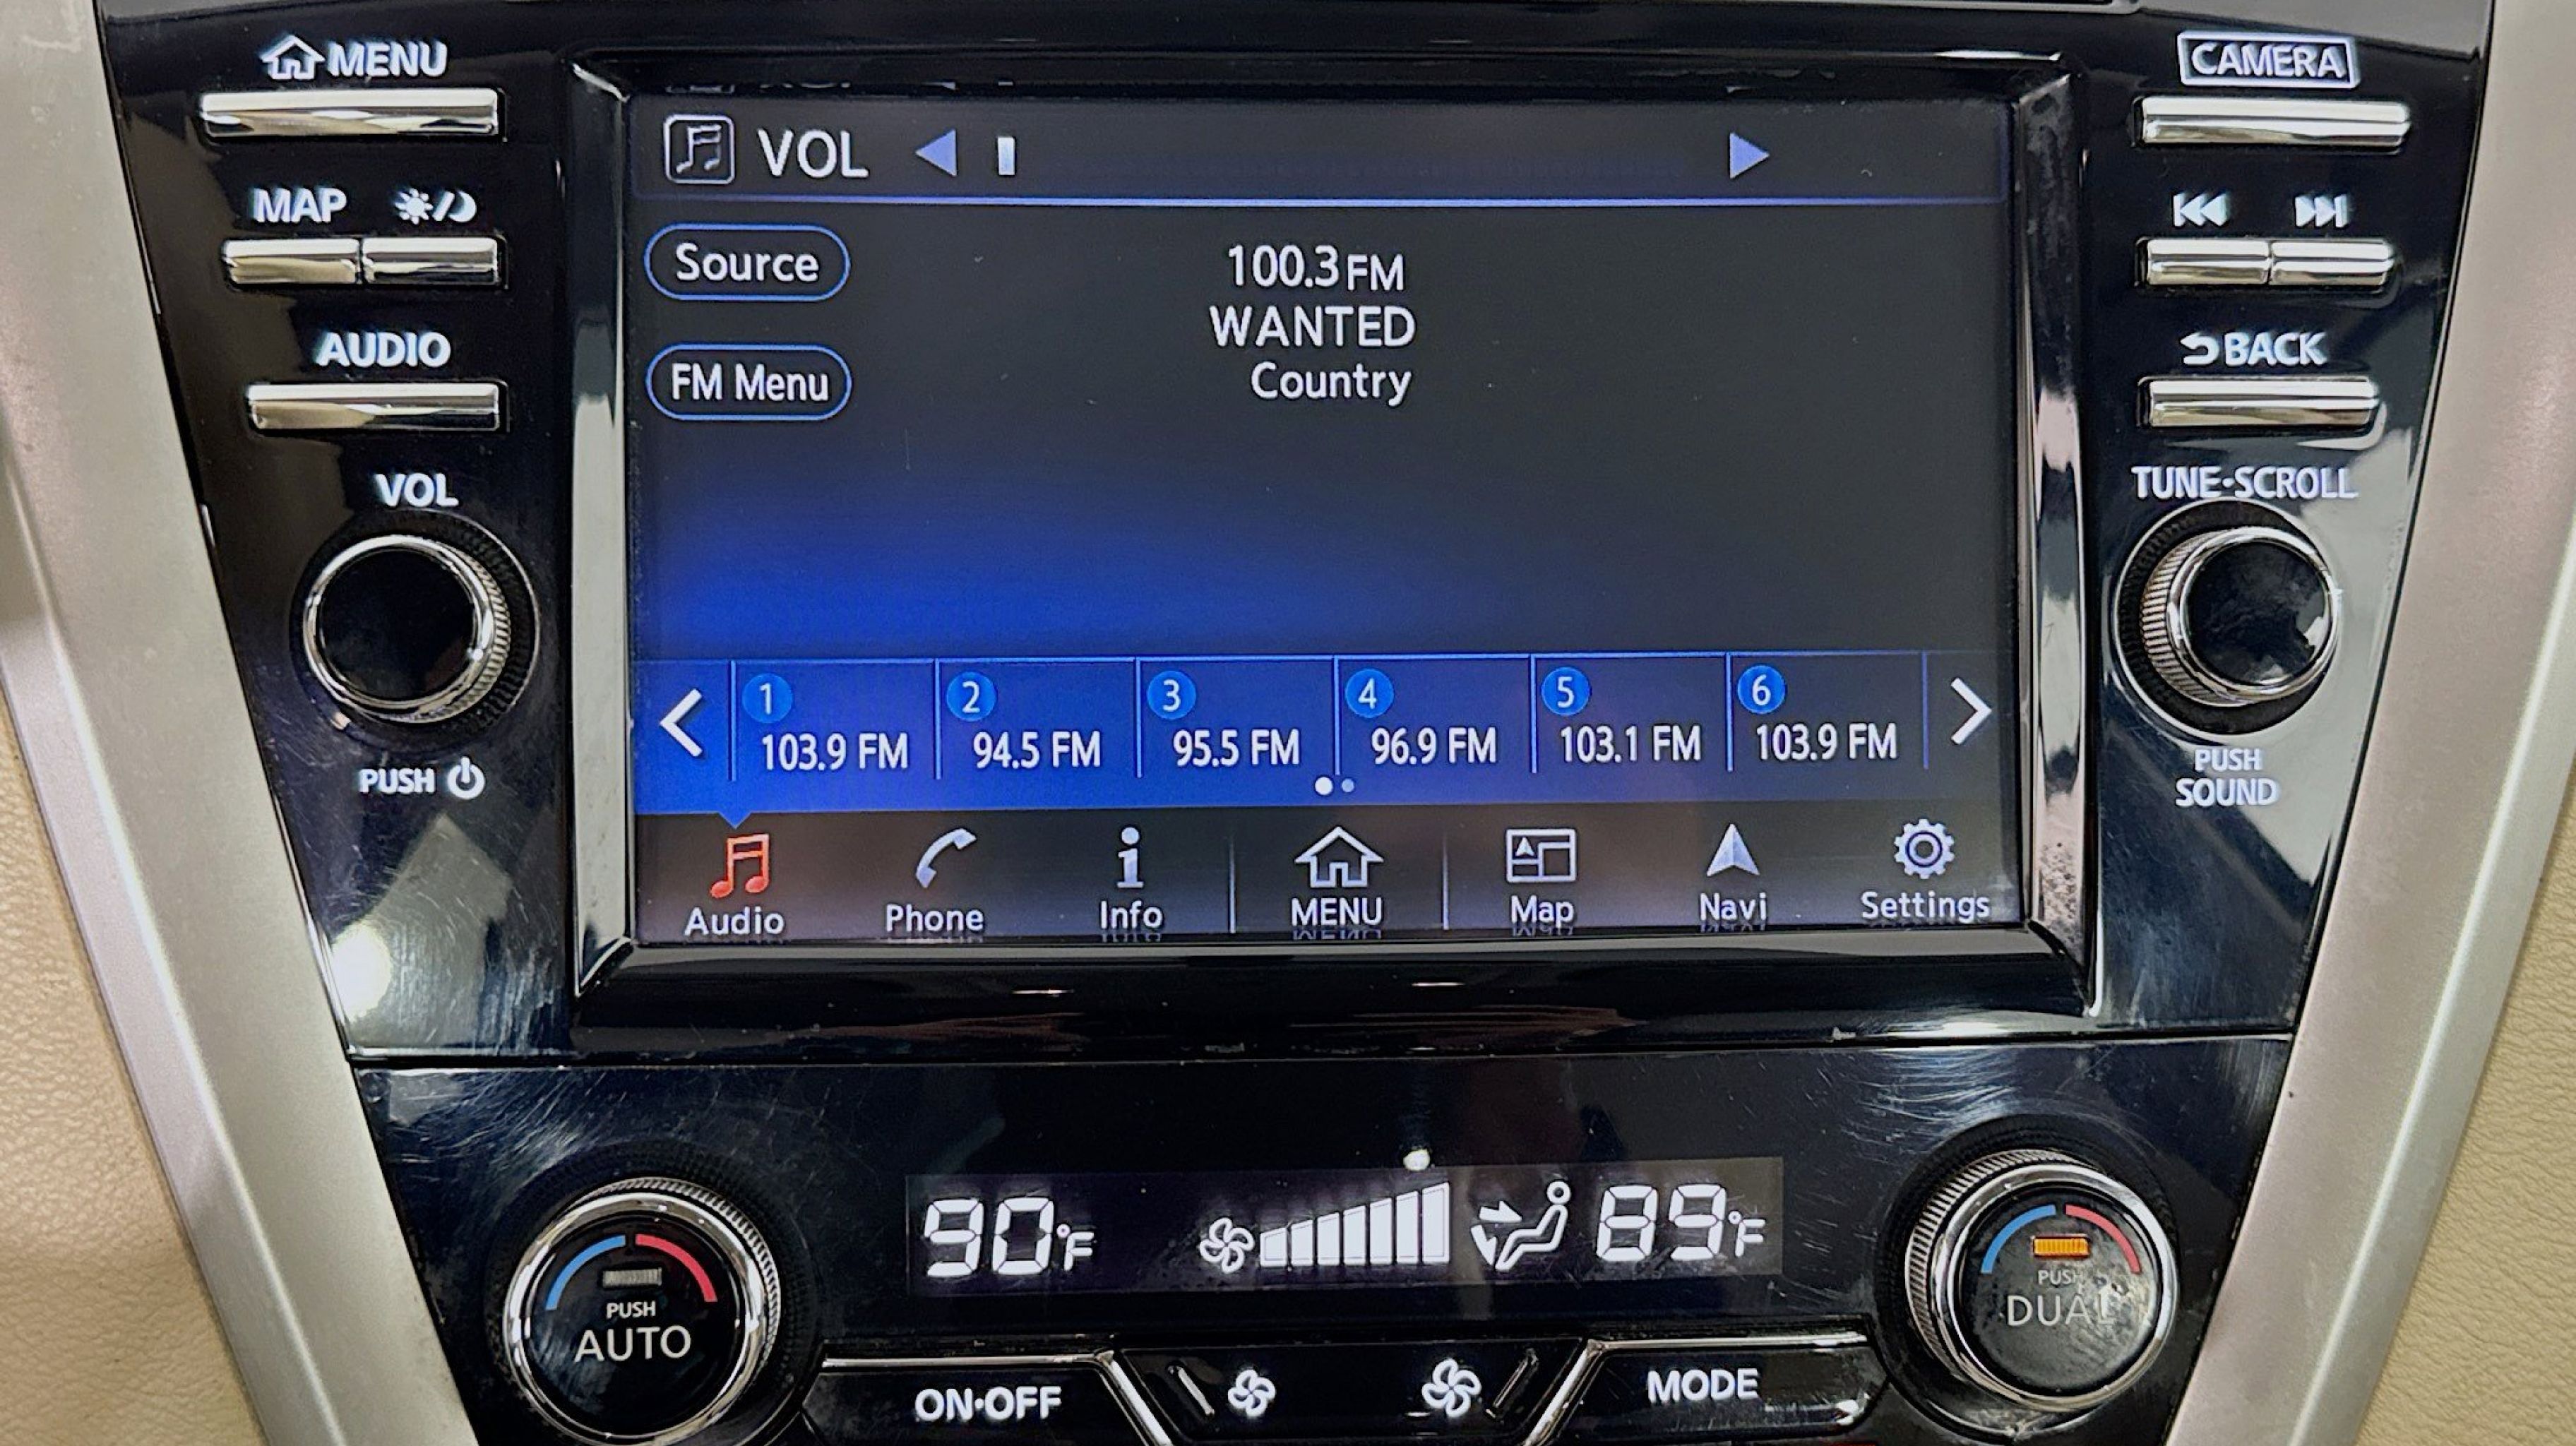 MENU
CAMERA
MAP
AUDIO
BACK
VOL
TUNE·SCROLL
PUSH
PUSH
SOUND
VOL
Source
100.3 FM
WANTED
FM Menu
Country
1 2 3 4 5 6
103.9 FM 94.5 FM 95.5 FM 96.9 FM 103.1 FM 103.9 FM
Audio Phone Info MENU Map Navi Settings
90°F 89°F
PUSH
AUTO
PUSH
DUAL
ON·OFF
MODE